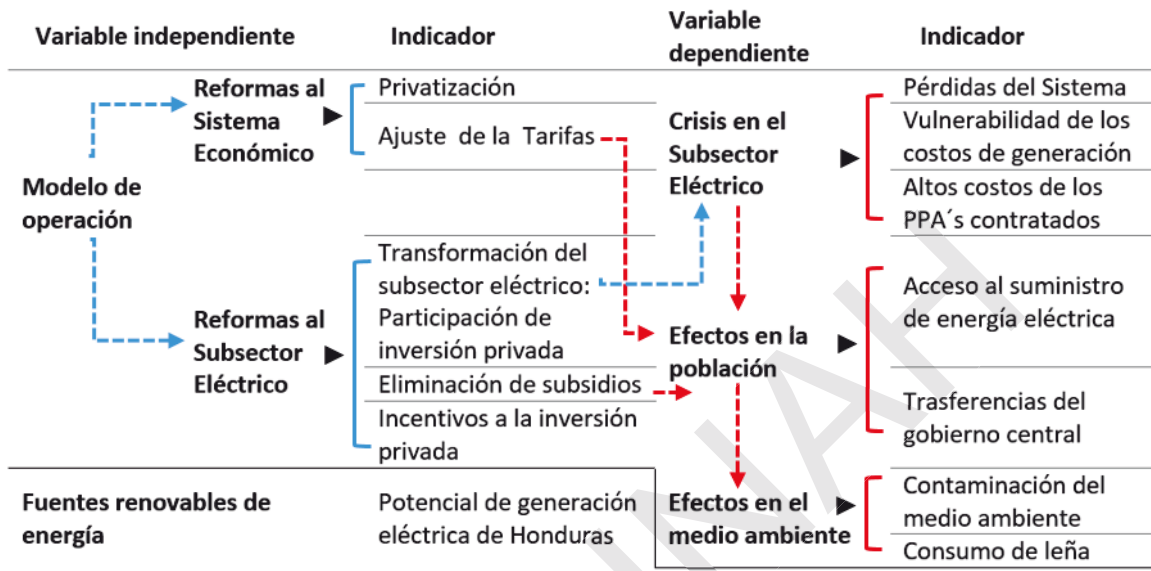 Variable independiente
Indicador
Variable
dependiente
Indicador
Modelo de
operación
Reformas al
Sistema
Económico
Privatización
Ajuste de la Tarifas
Crisis en el
Subsector
Eléctrico
Pérdidas del Sistema
Vulnerabilidad de los
costos de generación
Altos costos de los
PPA´s contratados
Reformas al
Subsector
Eléctrico
Transformación del
subsector eléctrico:
Participación de
inversión privada
Eliminación de subsidios
Incentivos a la inversión
privada
Efectos en la
población
Acceso al suministro
de energía eléctrica
Trasferencias del
gobierno central
Fuentes renovables de
energía
Potencial de generación
eléctrica de Honduras
Efectos en el
medio ambiente
Contaminación del
medio ambiente
Consumo de leña